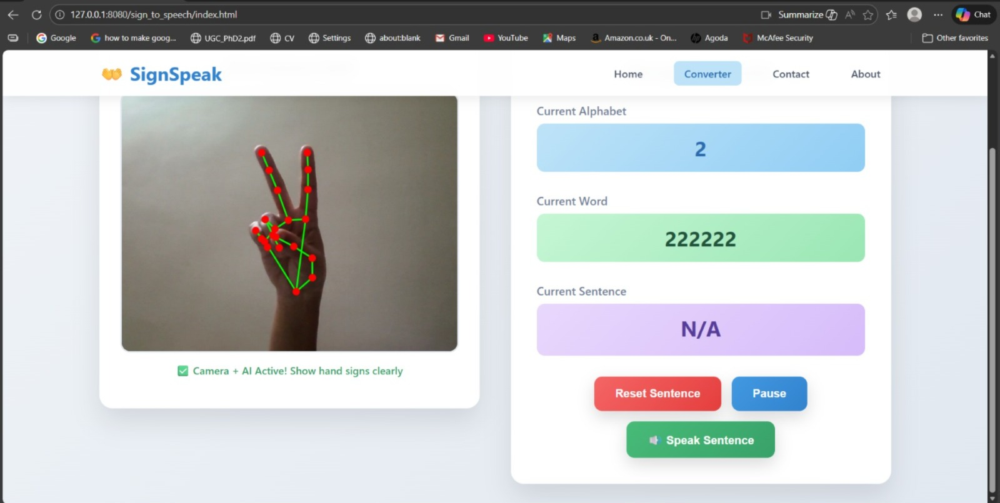 127.0.0.1:8080/sign_to_speech/index.html
Summarize
Chat
Google
how to make goog...
UGC_PhD2.pdf
CV
Settings
about:blank
Gmail
YouTube
Maps
Amazon.co.uk - On...
Agoda
McAfee Security
Other favorites
SignSpeak
Home
Converter
Contact
About
Camera + AI Active! Show hand signs clearly
Current Alphabet
2
Current Word
222222
Current Sentence
N/A
Reset Sentence
Pause
Speak Sentence